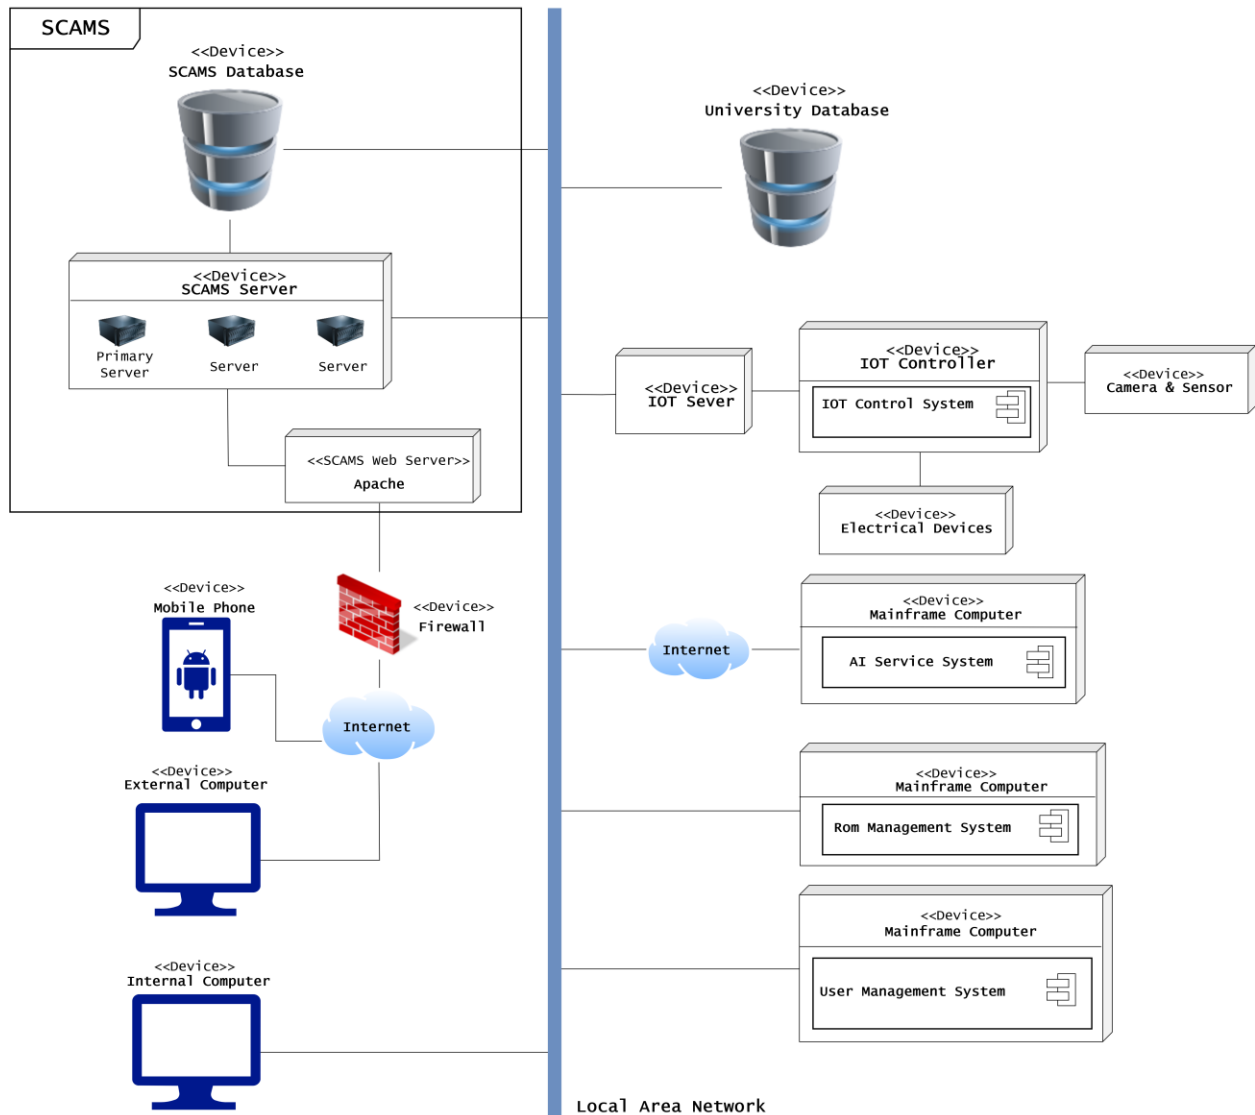 SCAMS
<<Device>>
SCAMS Database
<<Device>>
SCAMS Server
Primary
Server
Server
Server
<<SCAMS Web Server>>
Apache
<<Device>>
Firewall
<<Device>>
Mobile Phone
Internet
<<Device>>
External Computer
<<Device>>
Internal Computer
<<Device>>
University Database
<<Device>>
IOT Sever
<<Device>>
IOT Controller
IOT Control System
<<Device>>
Camera & Sensor
<<Device>>
Electrical Devices
Internet
<<Device>>
Mainframe Computer
AI Service System
<<Device>>
Mainframe Computer
Rom Management System
<<Device>>
Mainframe Computer
User Management System
Local Area Network